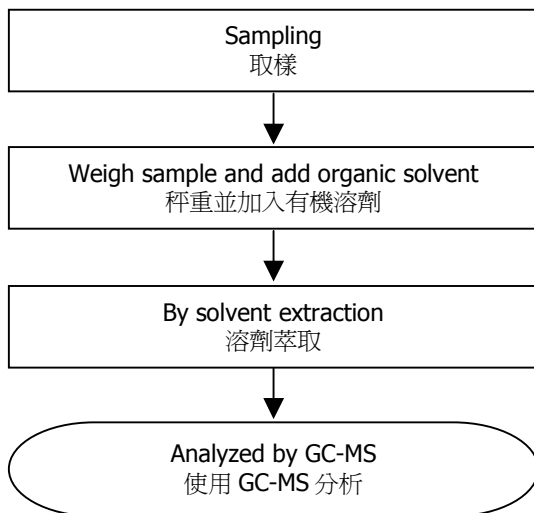 Sampling
取樣
Weigh sample and add organic solvent
秤重並加入有機溶劑
By solvent extraction
溶劑萃取
Analyzed by GC-MS
使用 GC-MS 分析